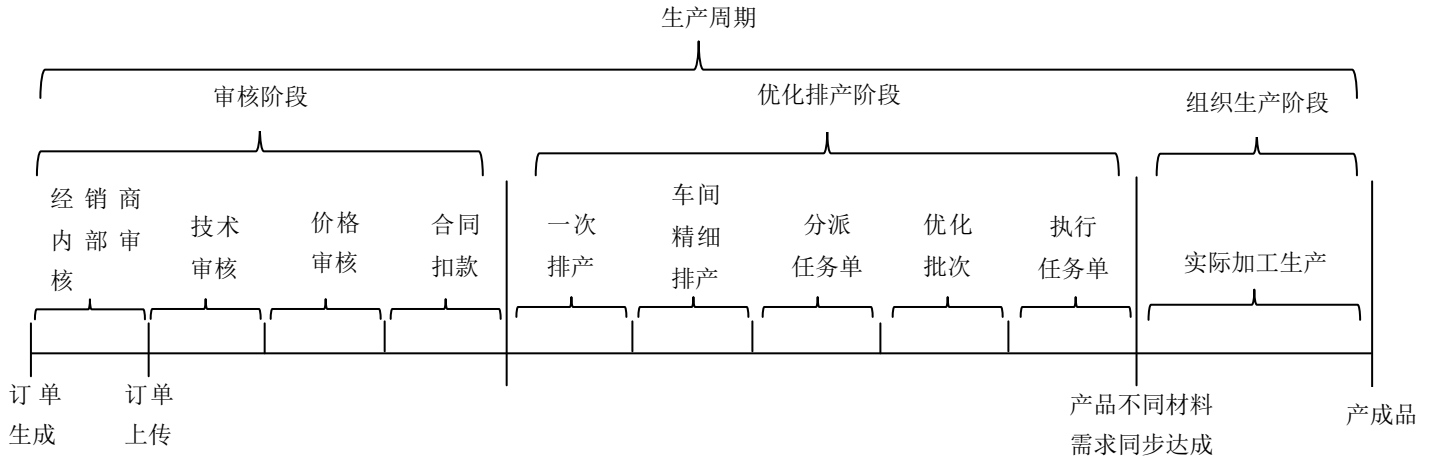 生产周期
审核阶段
优化排产阶段
组织生产阶段
经销商
内部审
核
技术
审核
价格
审核
合同
扣款
一次
排产
车间
精细
排产
分派
任务单
优化
批次
执行
任务单
实际加工生产
订单
生成
订单
上传
产品不同材料
需求同步达成
产成品